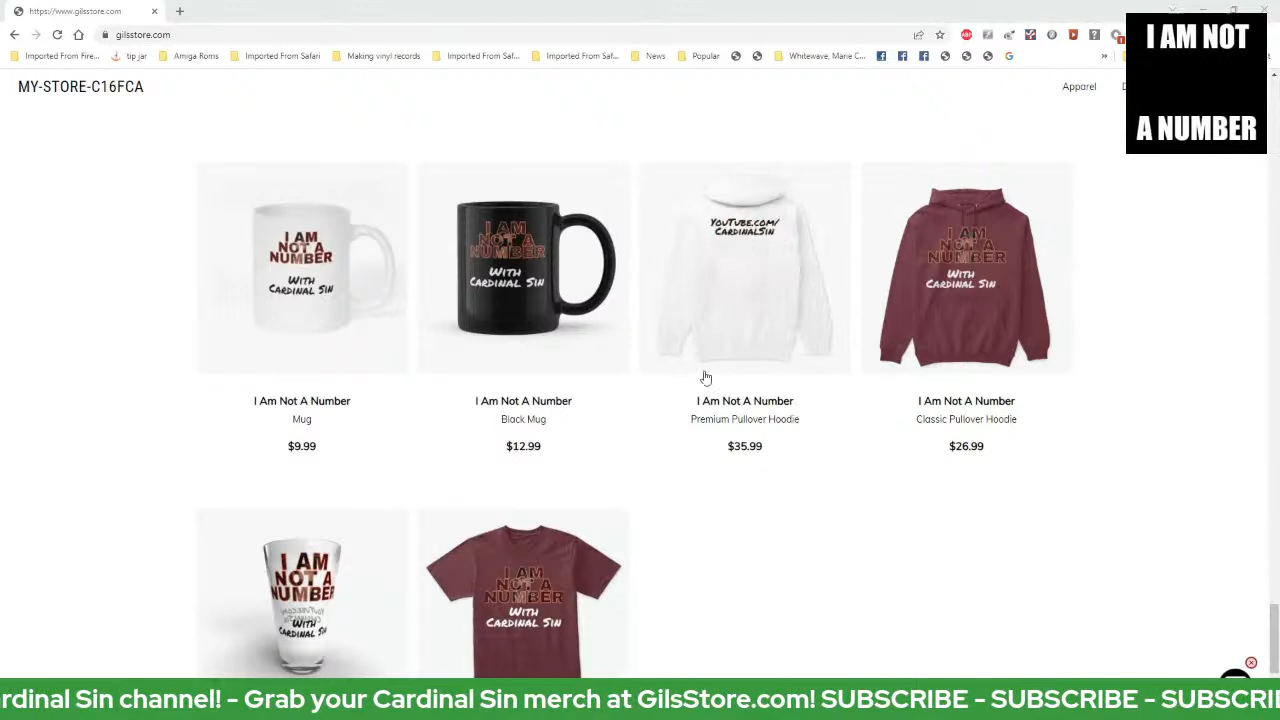 https://www.gilsstore.com
gilsstore.com
Imported From Fire...
tip jar
Amiga Roms
Imported From Safari
Making vinyl records
Imported From Saf...
Imported From Saf...
News
Popular
Whitewave, Marie C...
I AM NOT
A NUMBER
MY-STORE-C16FCA
Apparel
I AM
NOT A
NUMBER
WITH
CARDINAL SIN
I AM
NOT A
NUMBER
WITH
CARDINAL SIN
YOUTUBE.COM/
CARDINALSIN
I AM
NOT A
NUMBER
WITH
CARDINAL SIN
I Am Not A Number
Mug
$9.99
I Am Not A Number
Black Mug
$12.99
I Am Not A Number
Premium Pullover Hoodie
$35.99
I Am Not A Number
Classic Pullover Hoodie
$26.99
I AM
NOT A
NUMBER
WITH
CARDINAL SIN
I AM
NOT A
NUMBER
WITH
CARDINAL SIN
rdinal Sin channel! - Grab your Cardinal Sin merch at GilsStore.com! SUBSCRIBE - SUBSCRIBE - SUBSCRI